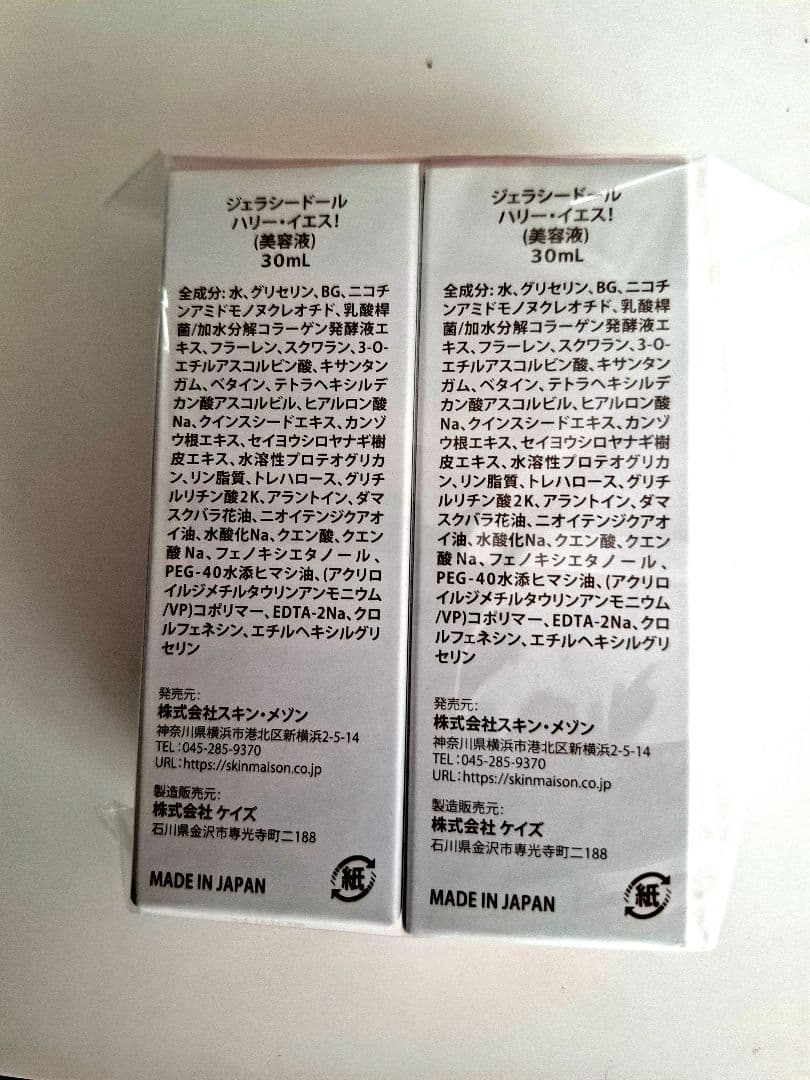 ジェラシードール
ハリー・イエス!
(美容液)
30mL
全成分:水、グリセリン、BG、ニコチ
ンアミドモノヌクレオチド、乳酸桿
菌/加水分解コラーゲン発酵液エ
キス、フラーレン、スクワラン、3-O-
エチルアスコルビン酸、キサンタン
ガム、ベタイン、テトラヘキシルデ
カン酸アスコルビル、ヒアルロン酸
Na、クインスシードエキス、カンゾ
ウ根エキス、セイヨウシロヤナギ樹
皮エキス、水溶性プロテオグリカ
ン、リン脂質、トレハロース、グリチ
ルリチン酸2K、アラントイン、ダマ
スクバラ花油、ニオイテンジクアオ
イ油、水酸化Na、クエン酸、クエン
酸Na、フェノキシエタノール、
PEG-40水添ヒマシ油、(アクリロ
イルジメチルタウリンアンモニウム
/VP)コポリマー、EDTA-2Na、クロ
ルフェネシン、エチルヘキシルグリ
セリン
発売元:
株式会社スキン・メゾン
神奈川県横浜市港北区新横浜2-5-14
TEL:045-285-9370
URL:https://skinmaison.co.jp
製造販売元:
株式会社 ケイズ
石川県金沢市専光寺町ニ188
MADE IN JAPAN
紙
ジェラシードール
ハリー・イエス!
(美容液)
30mL
全成分:水、グリセリン、BG、ニコチ
ンアミドモノヌクレオチド、乳酸桿
菌/加水分解コラーゲン発酵液エ
キス、フラーレン、スクワラン、3-O-
エチルアスコルビン酸、キサンタン
ガム、ベタイン、テトラヘキシルデ
カン酸アスコルビル、ヒアルロン酸
Na、クインスシードエキス、カンゾ
ウ根エキス、セイヨウシロヤナギ樹
皮エキス、水溶性プロテオグリカ
ン、リン脂質、トレハロース、グリチ
ルリチン酸2K、アラントイン、ダマ
スクバラ花油、ニオイテンジクアオ
イ油、水酸化Na、クエン酸、クエン
酸Na、フェノキシエタノール、
PEG-40水添ヒマシ油、(アクリロ
イルジメチルタウリンアンモニウム
/VP)コポリマー、EDTA-2Na、クロ
ルフェネシン、エチルヘキシルグリ
セリン
発売元:
株式会社スキン・メゾン
神奈川県横浜市港北区新横浜2-5-14
TEL:045-285-9370
URL:https://skinmaison.co.jp
製造販売元:
株式会社 ケイズ
石川県金沢市専光寺町ニ188
MADE IN JAPAN
紙